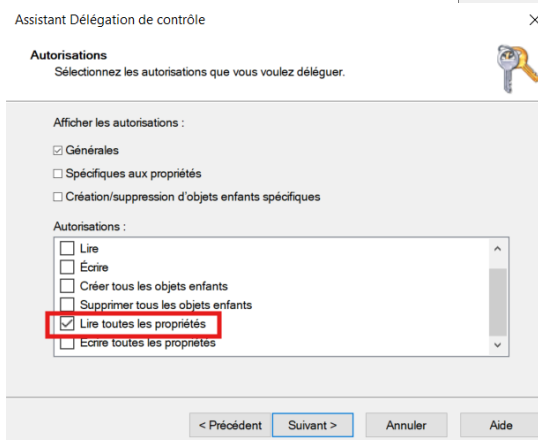 Assistant Délégation de contrôle
Autorisations
Sélectionnez les autorisations que vous voulez déléguer.
Afficher les autorisations :
Générales
Spécifiques aux propriétés
Création/suppression d'objets enfants spécifiques
Autorisations :
Lire
Écrire
Créer tous les objets enfants
Supprimer tous les objets enfants
Lire toutes les propriétés
Écrire toutes les propriétés
< Précédent Suivant > Annuler Aide